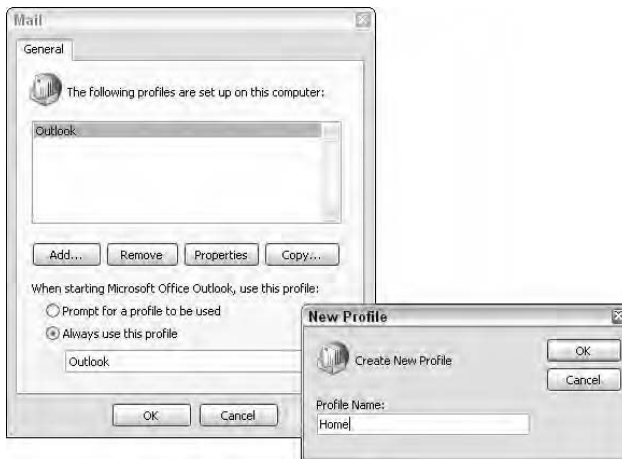 Mail
General
The following profiles are set up on this computer:
Outlook
Add... Remove Properties Copy...
When starting Microsoft Office Outlook, use this profile:
Prompt for a profile to be used
Always use this profile
Outlook
OK Cancel
New Profile
Create New Profile
OK
Cancel
Profile Name:
Home